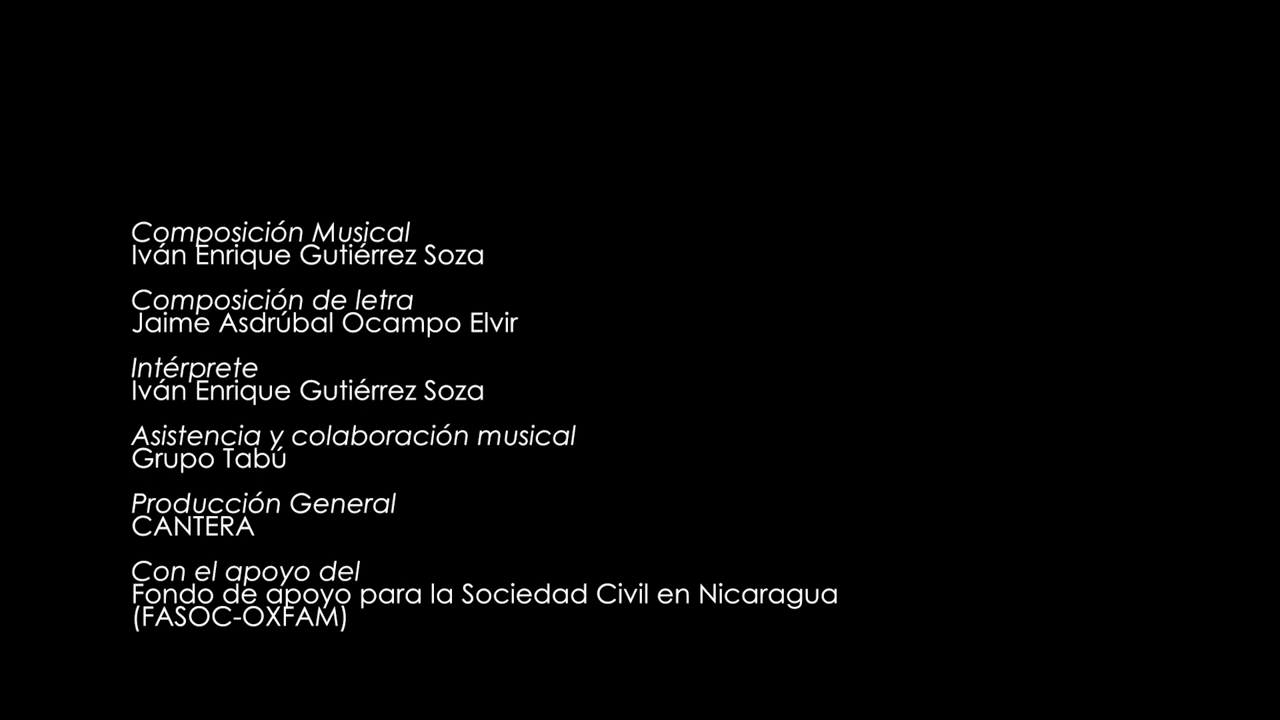 Composición Musical
Iván Enrique Gutiérrez Soza
Composición de letra
Jaime Asdrúbal Ocampo Elvir
Intérprete
Iván Enrique Gutiérrez Soza
Asistencia y colaboración musical
Grupo Tabú
Producción General
CANTERA
Con el apoyo del
Fondo de apoyo para la Sociedad Civil en Nicaragua
(FASOC-OXFAM)